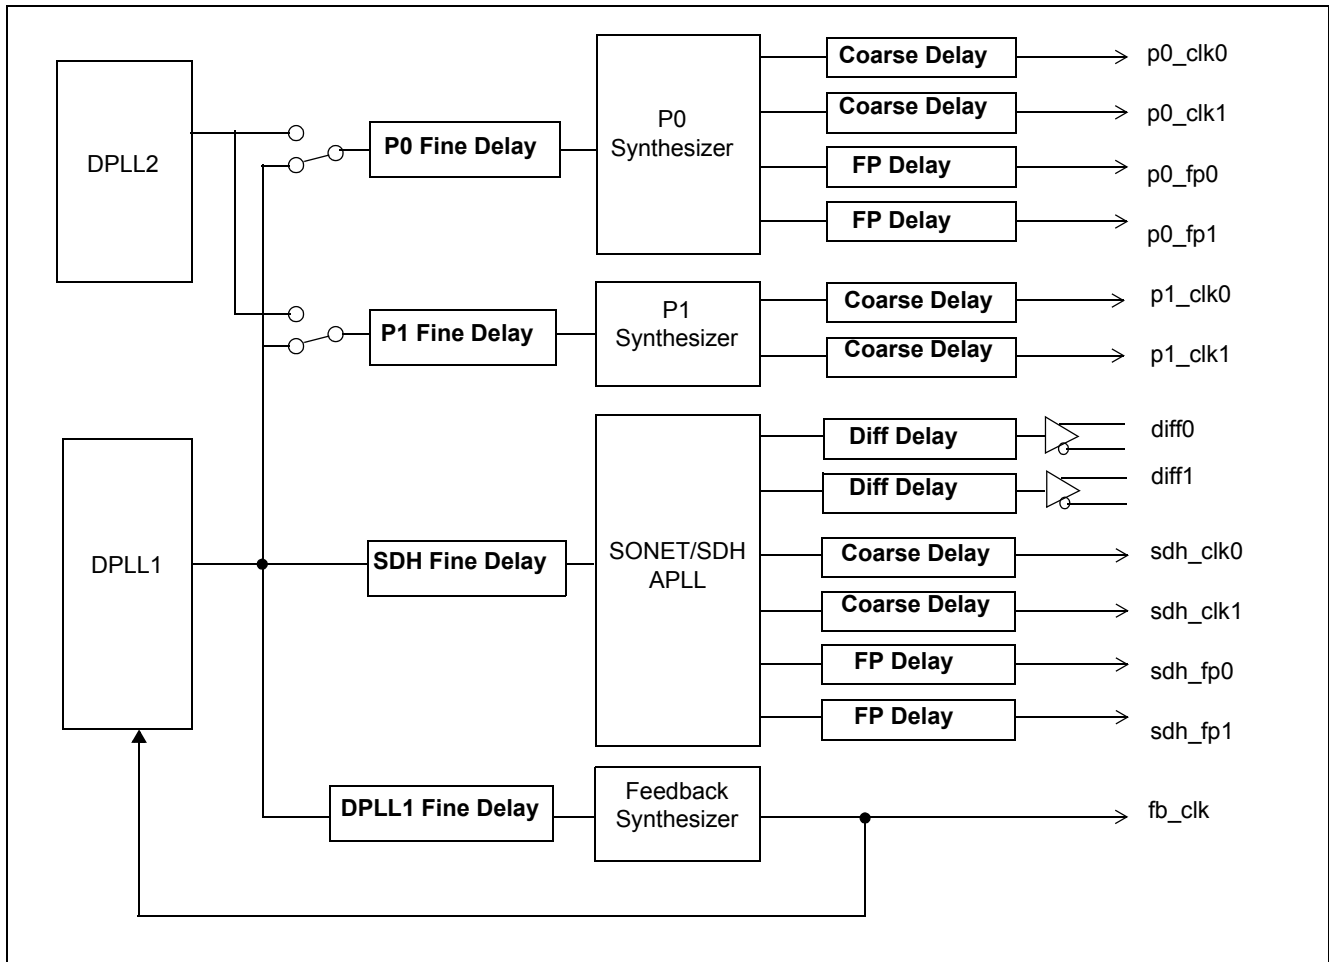 DPLL2
P0 Fine Delay
P0
Synthesizer
Coarse Delay
p0_clk0
Coarse Delay
p0_clk1
FP Delay
p0_fp0
FP Delay
p0_fp1
P1 Fine Delay
P1
Synthesizer
Coarse Delay
p1_clk0
Coarse Delay
p1_clk1
DPLL1
SDH Fine Delay
SONET/SDH
APLL
Diff Delay
diff0
Diff Delay
diff1
Coarse Delay
sdh_clk0
Coarse Delay
sdh_clk1
FP Delay
sdh_fp0
FP Delay
sdh_fp1
DPLL1 Fine Delay
Feedback
Synthesizer
fb_clk